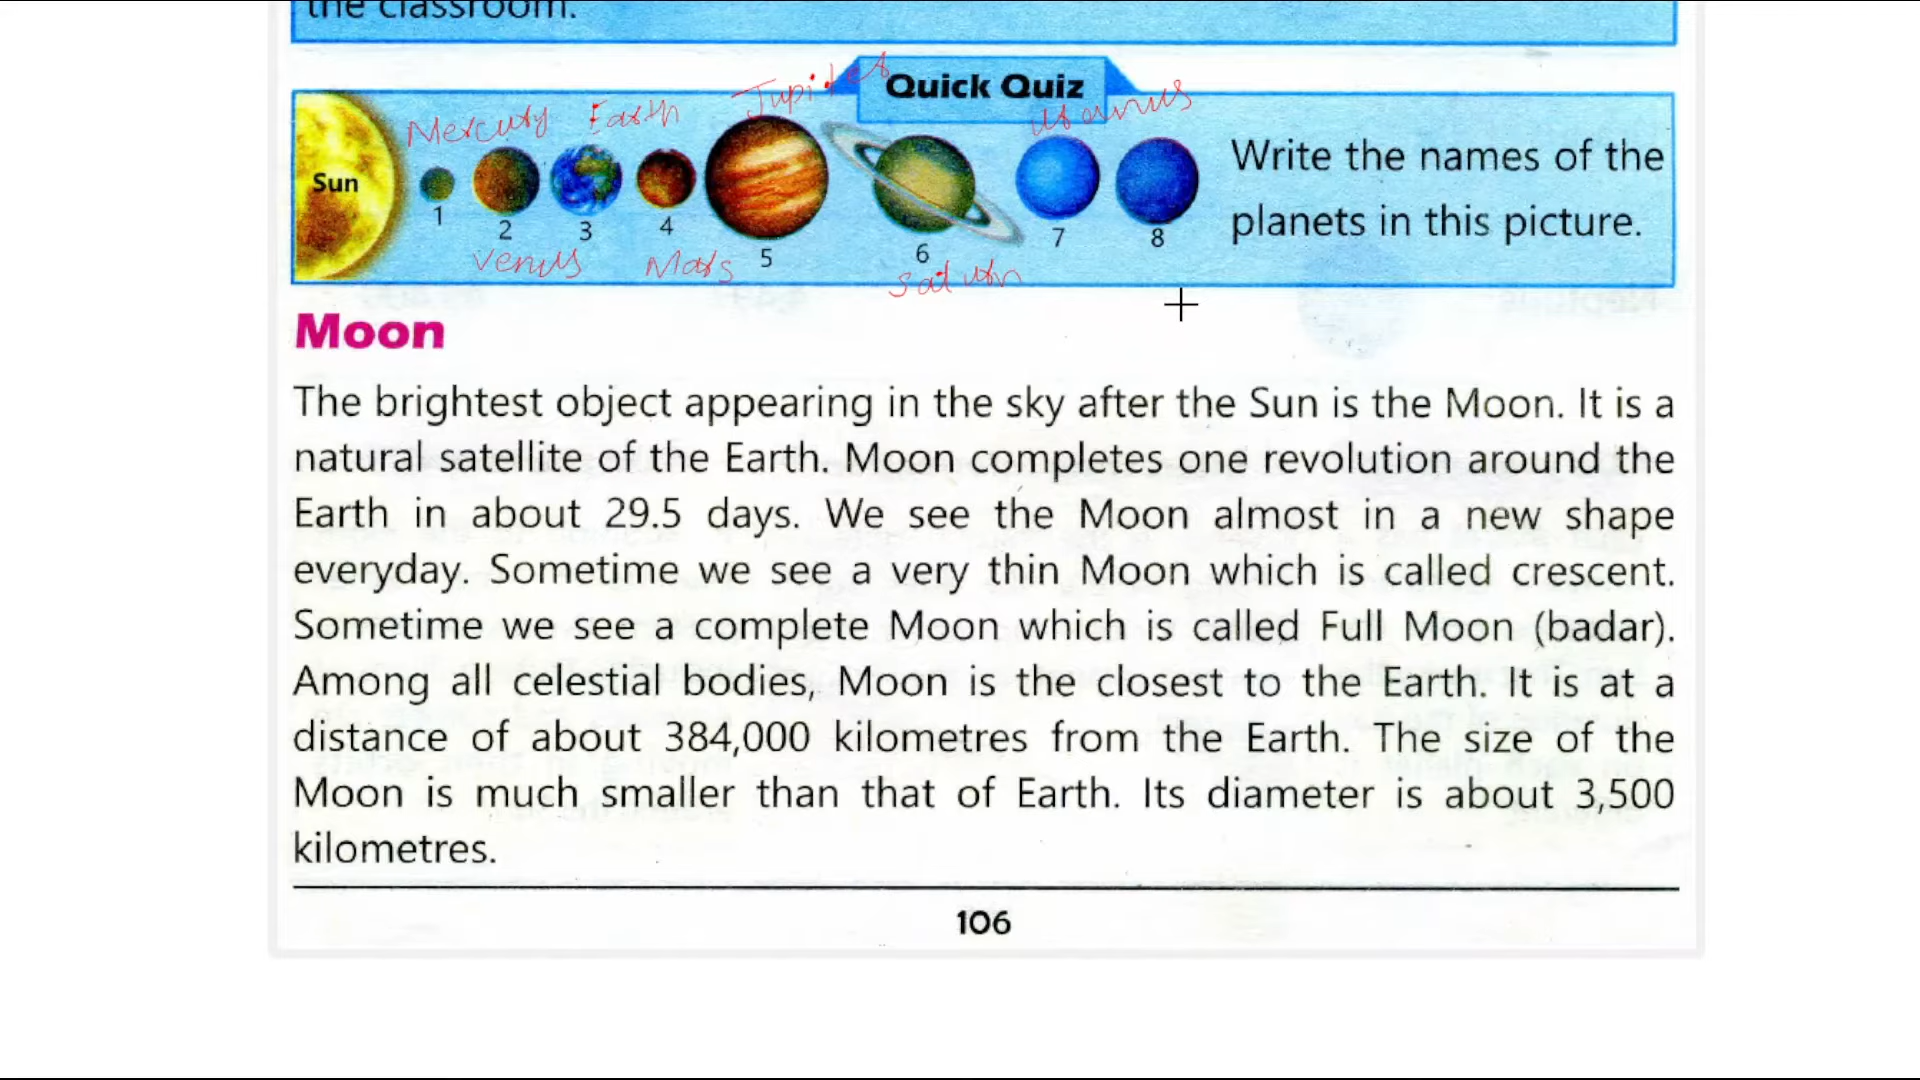 the classroom.
Quick Quiz
Mercury Earth Jupiter Uranus
Sun
1 2 3 4 5 6 7 8
Venus Mars Saturn
Write the names of the
planets in this picture.
Moon
The brightest object appearing in the sky after the Sun is the Moon. It is a
natural satellite of the Earth. Moon completes one revolution around the
Earth in about 29.5 days. We see the Moon almost in a new shape
everyday. Sometime we see a very thin Moon which is called crescent.
Sometime we see a complete Moon which is called Full Moon (badar).
Among all celestial bodies, Moon is the closest to the Earth. It is at a
distance of about 384,000 kilometres from the Earth. The size of the
Moon is much smaller than that of Earth. Its diameter is about 3,500
kilometres.
106